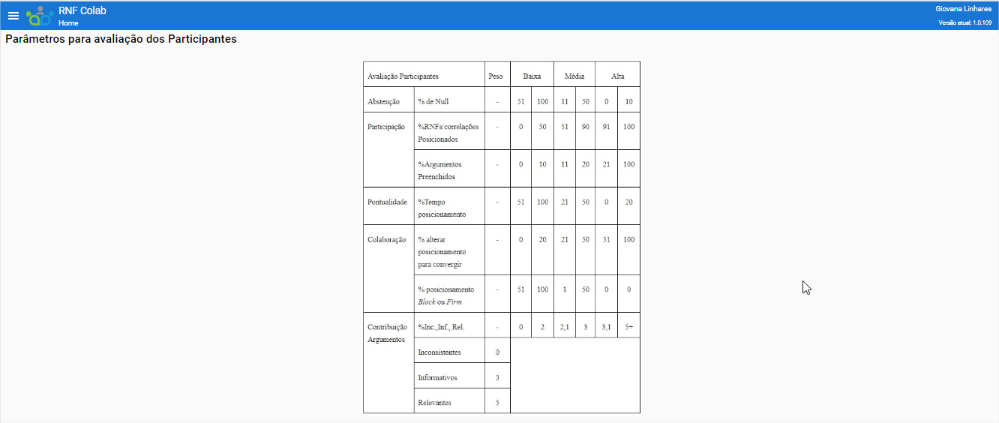 RNF Colab
Home
Giovana Linhares
Versão atual: 1.0.109
Parâmetros para avaliação dos Participantes
Avaliação Participantes Peso Baixa Média Alta
Abstenção % de Null - 51 100 11 50 0 10
Participação %RNFs/correlações - 0 50 51 90 91 100
Posicionados
%Argumentos - 0 10 11 20 21 100
Preenchidos
Pontualidade %Tempo - 51 100 21 50 0 20
posicionamento
Colaboração % alterar - 0 20 21 50 51 100
posicionamento
para convergir
% posicionamento - 51 100 1 50 0 0
Block ou Firm
Contribuição %Inc.,Inf., Rel. - 0 2 2,1 3 3,1 5+
Argumentos
Inconsistentes 0
Informativos 3
Relevantes 5